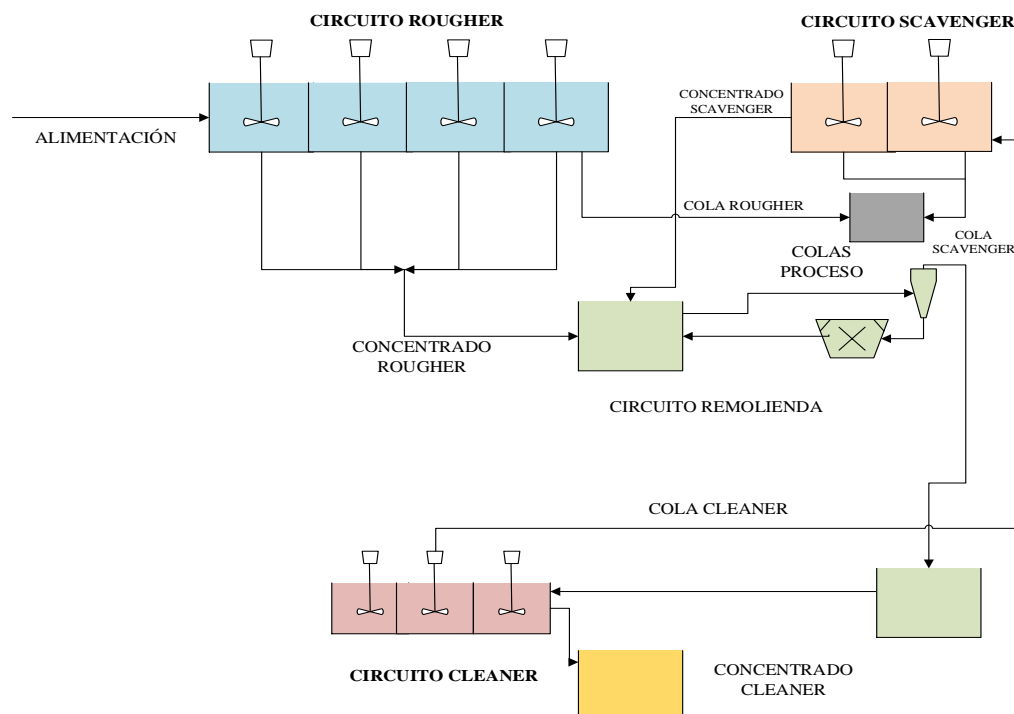 CIRCUITO ROUGHER
CIRCUITO SCAVENGER
CONCENTRADO
SCAVENGER
ALIMENTACIÓN
COLA ROUGHER
COLA
SCAVENGER
COLAS
PROCESO
CONCENTRADO
ROUGHER
CIRCUITO REMOLIENDA
COLA CLEANER
CIRCUITO CLEANER
CONCENTRADO
CLEANER